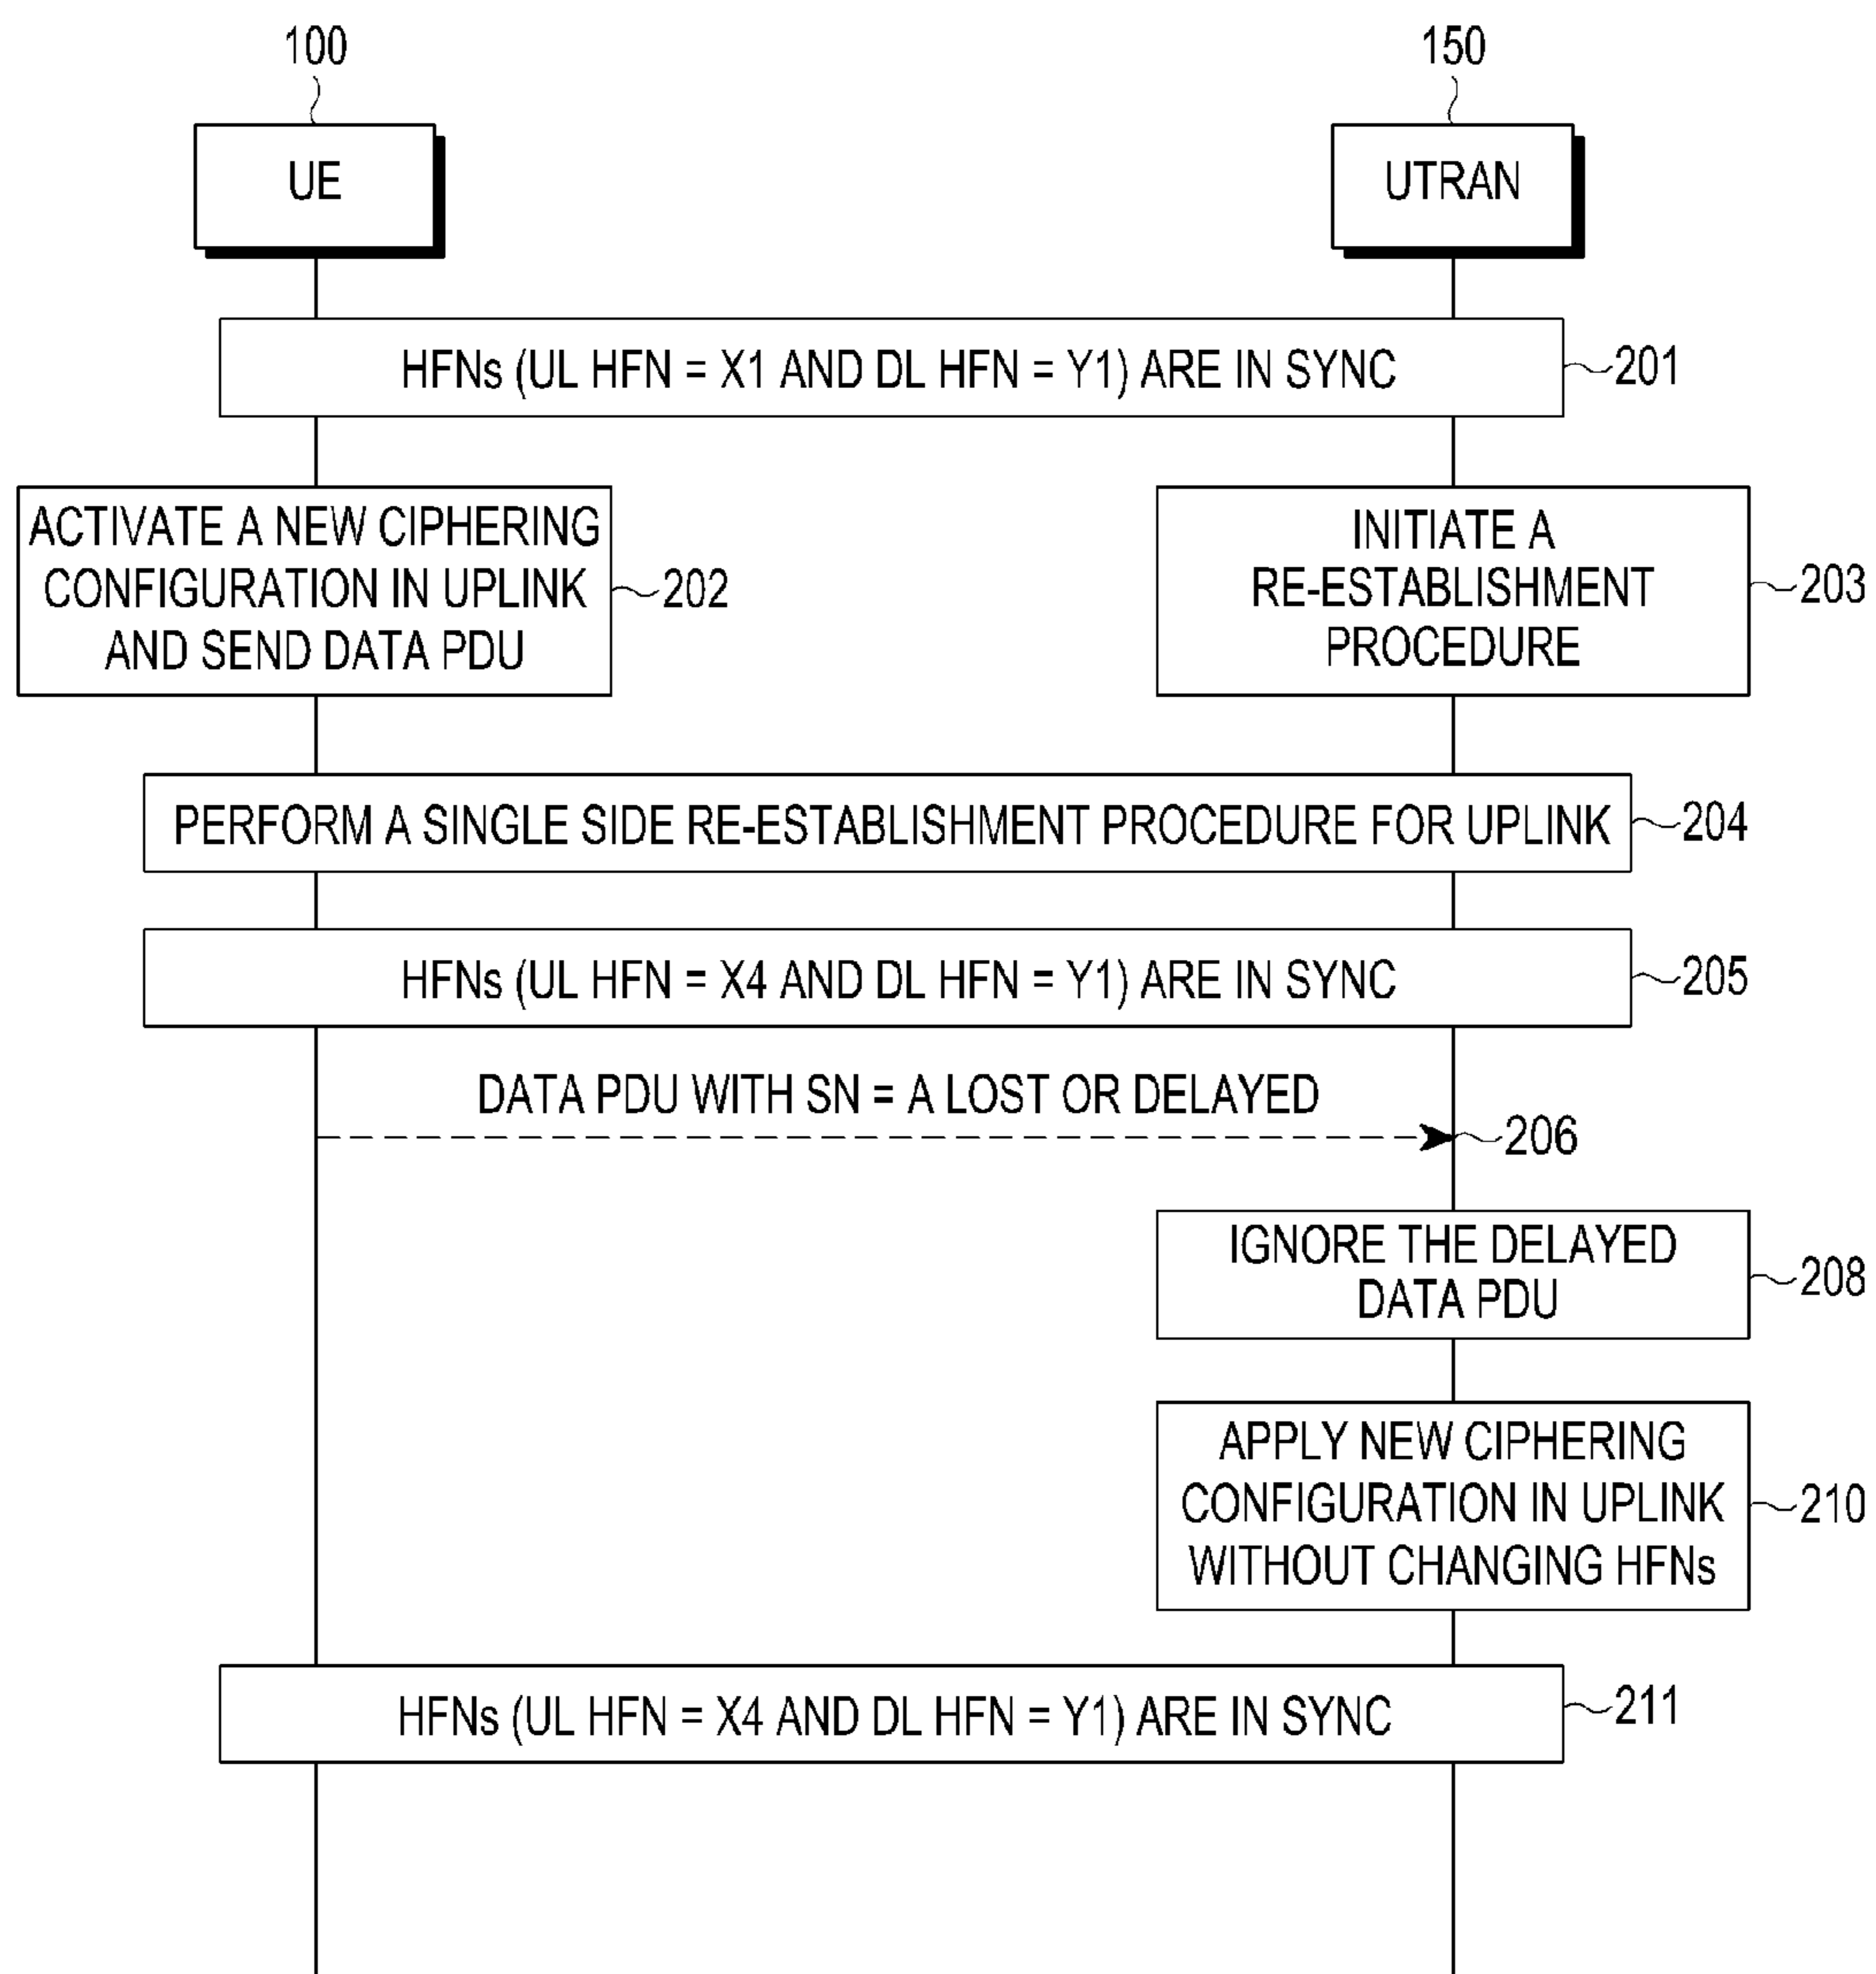 100
150
UE
UTRAN
HFNs (UL HFN = X1 AND DL HFN = Y1) ARE IN SYNC
201
ACTIVATE A NEW CIPHERING
CONFIGURATION IN UPLINK
AND SEND DATA PDU
202
INITIATE A
RE-ESTABLISHMENT
PROCEDURE
203
PERFORM A SINGLE SIDE RE-ESTABLISHMENT PROCEDURE FOR UPLINK
204
HFNs (UL HFN = X4 AND DL HFN = Y1) ARE IN SYNC
205
DATA PDU WITH SN = A LOST OR DELAYED
206
IGNORE THE DELAYED
DATA PDU
208
APPLY NEW CIPHERING
CONFIGURATION IN UPLINK
WITHOUT CHANGING HFNs
210
HFNs (UL HFN = X4 AND DL HFN = Y1) ARE IN SYNC
211